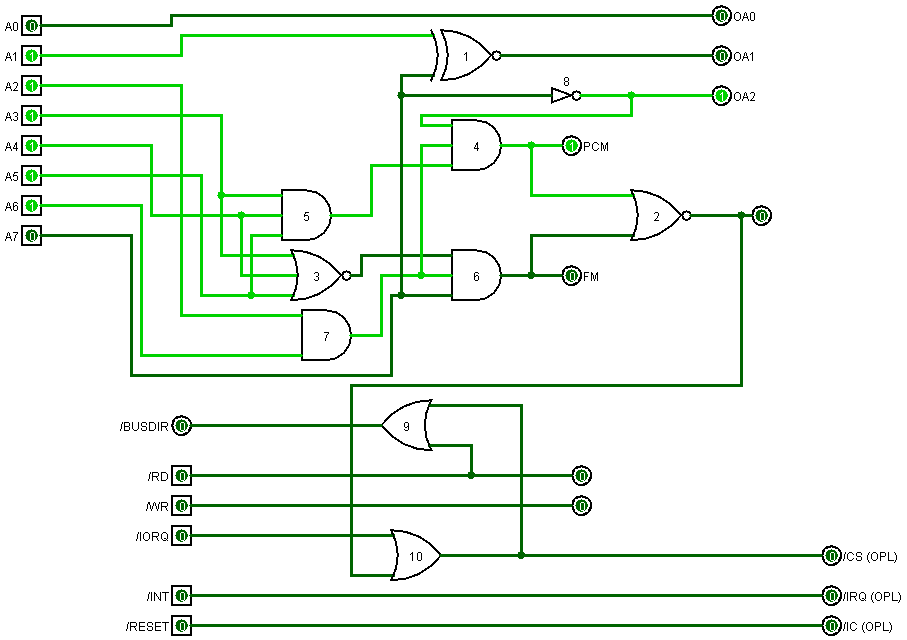 A0 0 0 OA0
A1 1 1 0 OA1
A2 1 8
A3 1 1 OA2
A4 1 4 1 PCM
A5 1
A6 1 5 2 0
A7 0
3 6 0 FM
7
/BUSDIR 0 9
/RD 0 0
/WR 0 0
/IORQ 0
10 0 /CS (OPL)
/INT 0 0 /IRQ (OPL)
/RESET 0 0 /IC (OPL)